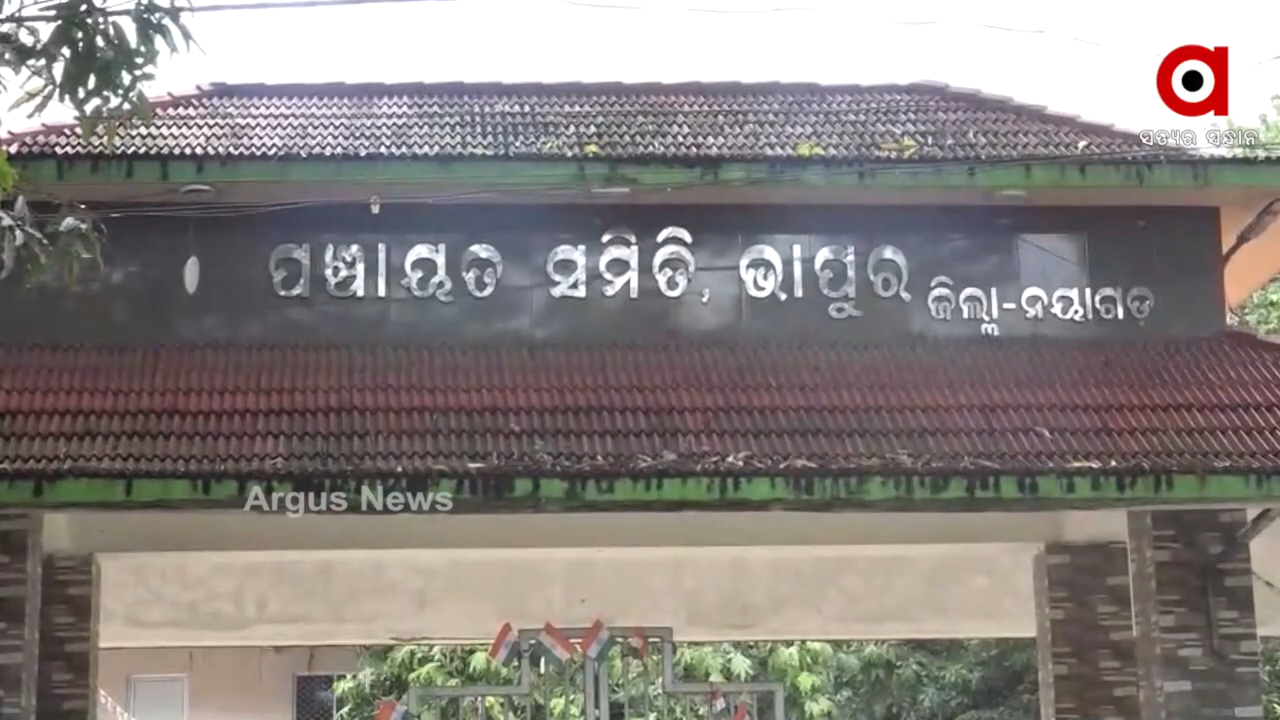 ସତ୍ୟର ସନ୍ଧାନ
ପଞ୍ଚାୟତ ସମିତି, ଭାପୁର ଜିଲ୍ଲା-ନୟାଗଡ଼
Argus News